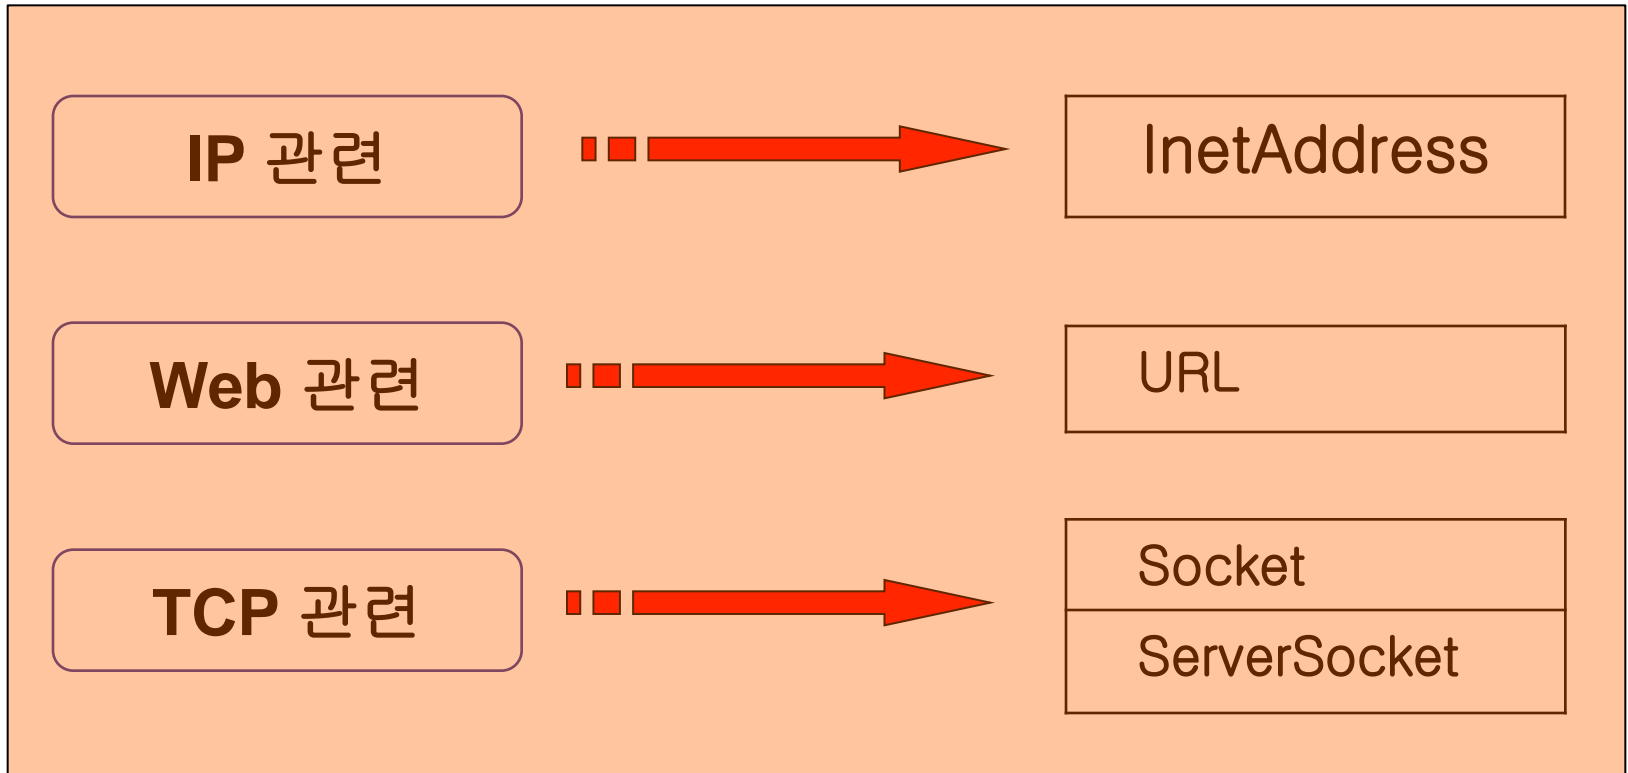 IP 관련
InetAddress
Web 관련
URL
TCP 관련
Socket
ServerSocket